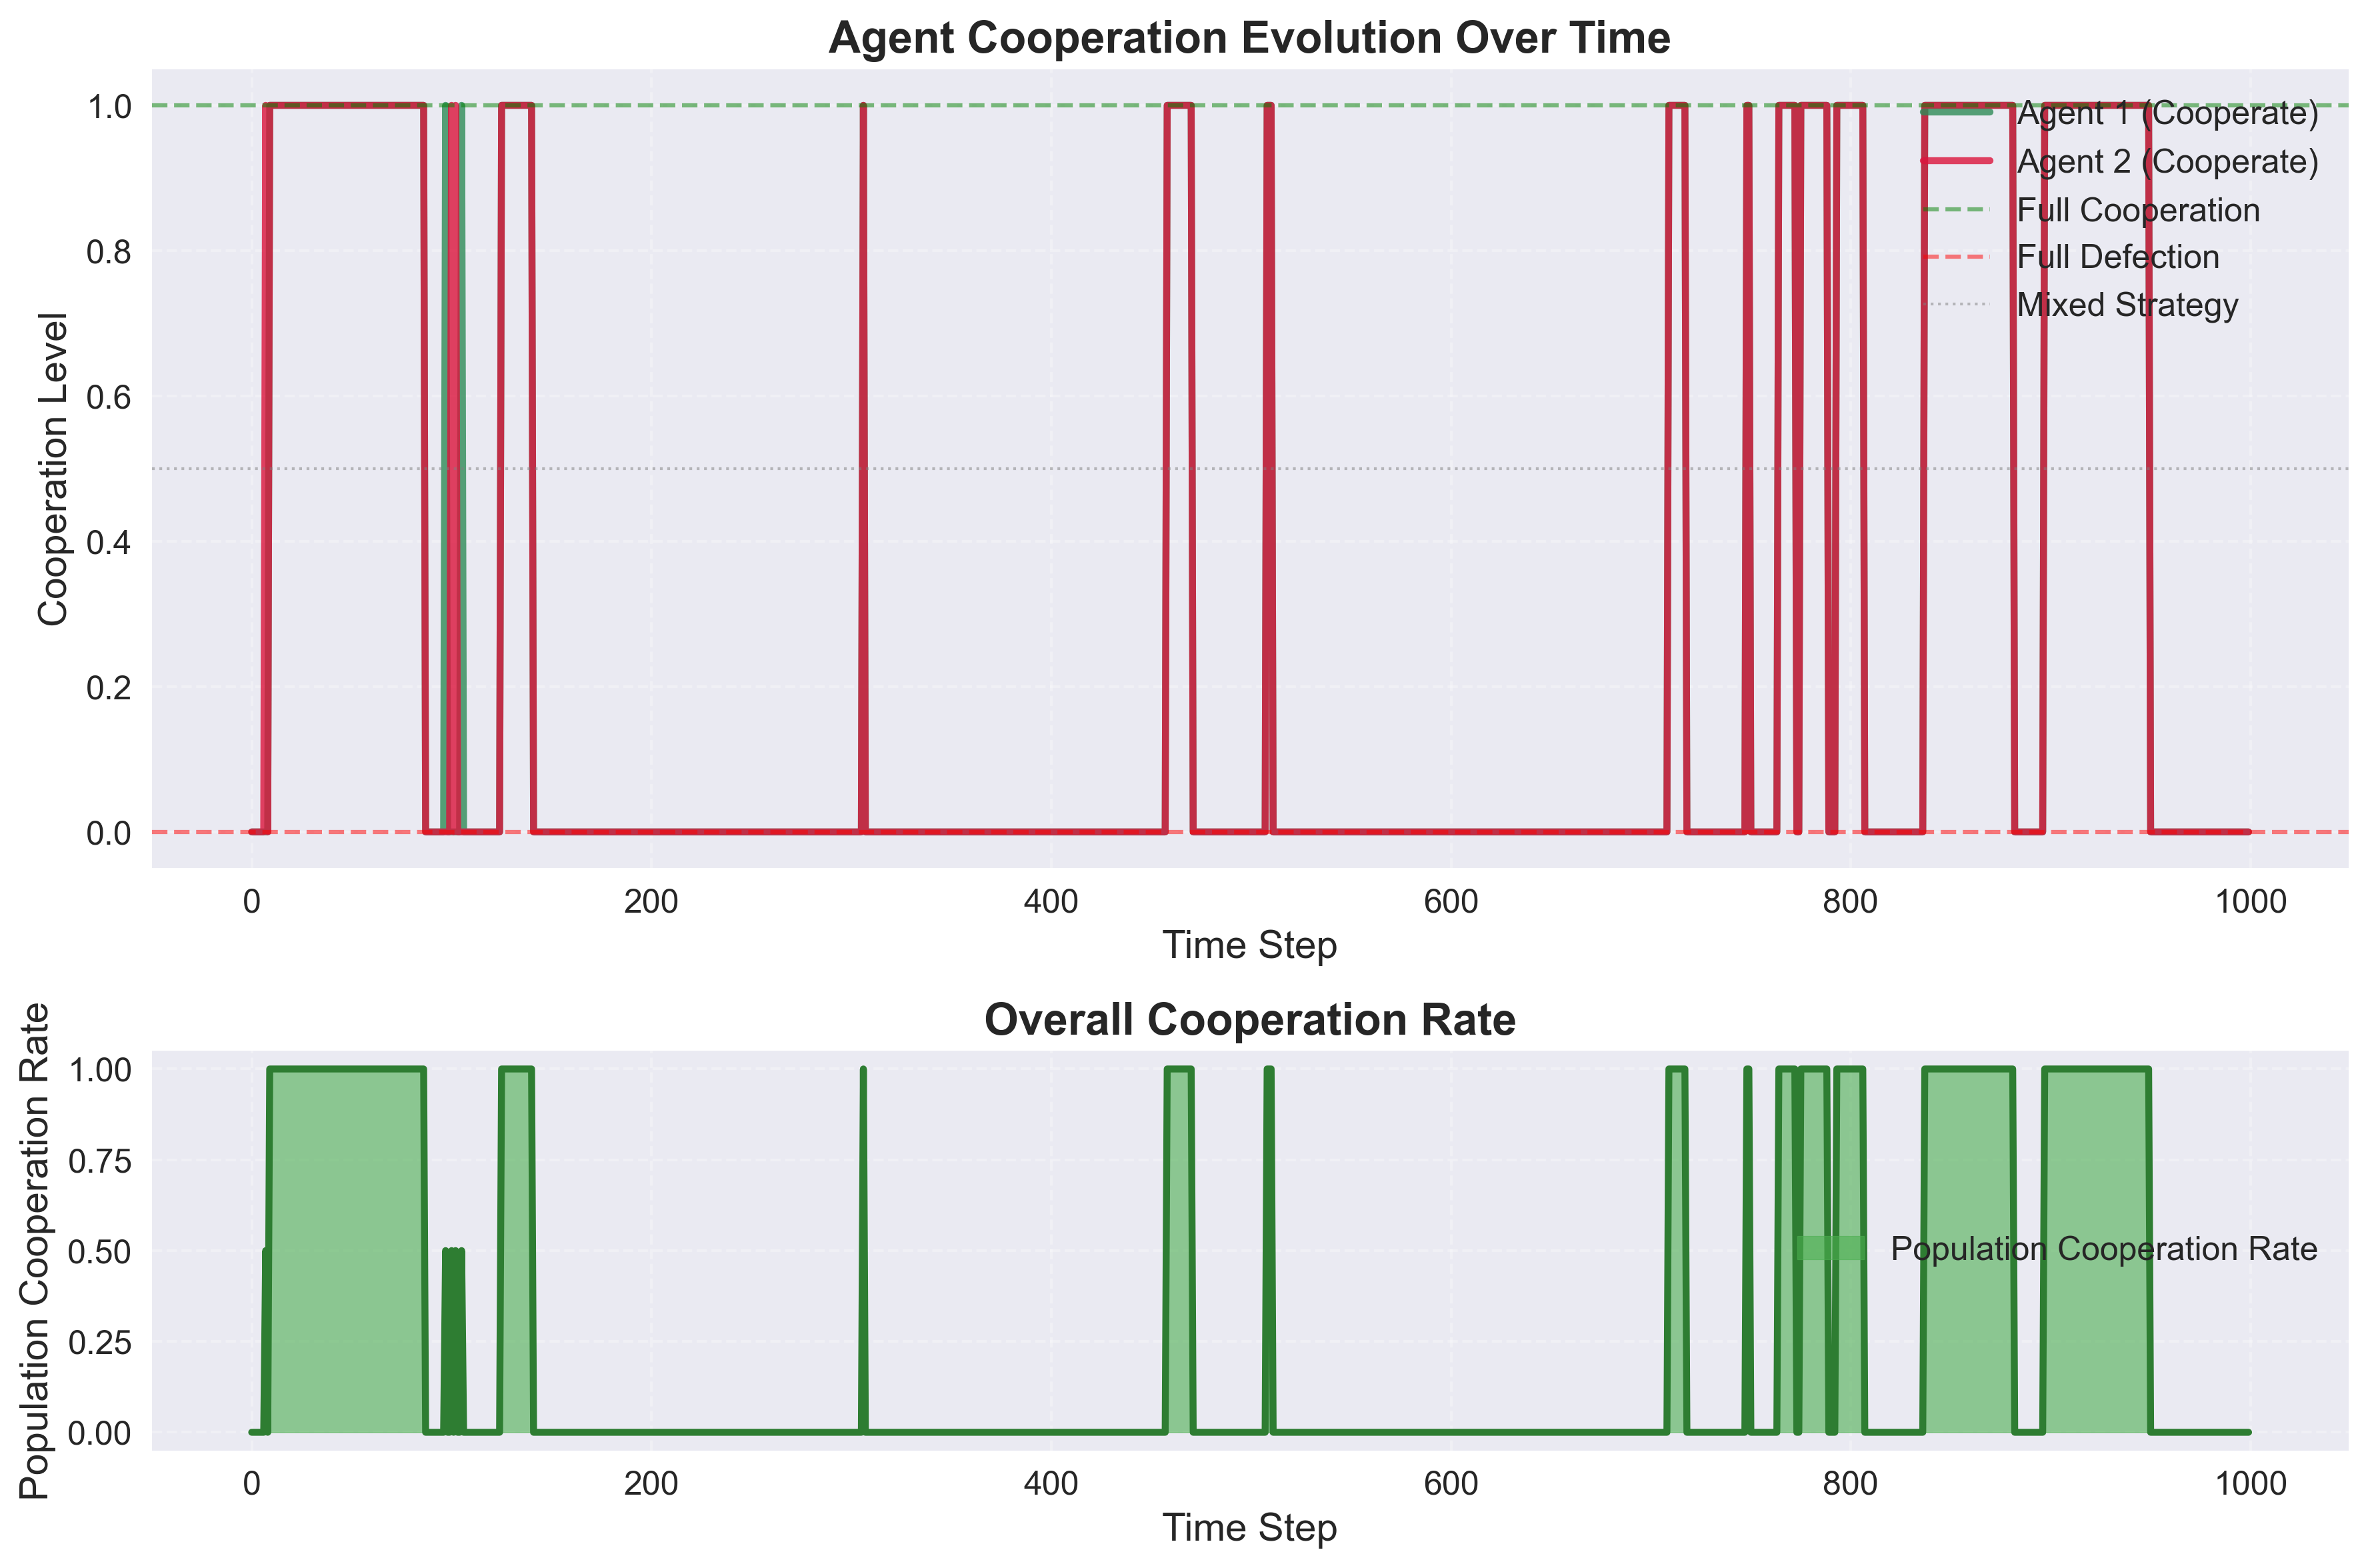 Agent Cooperation Evolution Over Time
Cooperation Level
1.0
0.8
0.6
0.4
0.2
0.0
Agent 1 (Cooperate)
Agent 2 (Cooperate)
Full Cooperation
Full Defection
Mixed Strategy
0 200 400 600 800 1000
Time Step
Overall Cooperation Rate
Population Cooperation Rate
1.00
0.75
0.50
0.25
0.00
Population Cooperation Rate
0 200 400 600 800 1000
Time Step